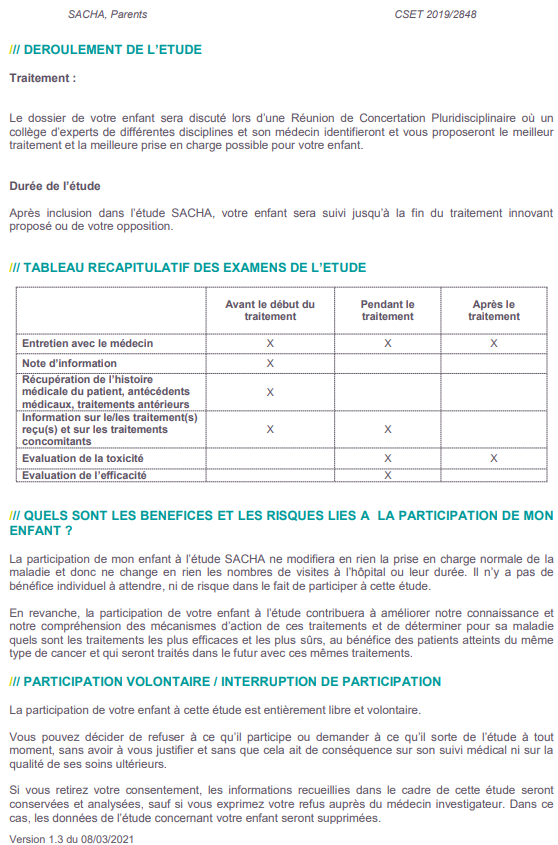 SACHA, Parents CSET 2019/2848
/// DEROULEMENT DE L'ETUDE
Traitement :
Le dossier de votre enfant sera discuté lors d'une Réunion de Concertation Pluridisciplinaire où un
collège d'experts de différentes disciplines et son médecin identifieront et vous proposeront le meilleur
traitement et la meilleure prise en charge possible pour votre enfant.
Durée de l'étude
Après inclusion dans l'étude SACHA, votre enfant sera suivi jusqu'à la fin du traitement innovant
proposé ou de votre opposition.
/// TABLEAU RECAPITULATIF DES EXAMENS DE L'ETUDE
Avant le début du traitement Pendant le traitement Après le traitement
Entretien avec le médecin X X X
Note d'information X
Récupération de l'histoire
médicale du patient, antécédents
médicaux, traitements antérieurs X
Information sur le/les traitement(s)
reçu(s) et sur les traitements
concomitants X X
Evaluation de la toxicité X X
Evaluation de l'efficacité X
/// QUELS SONT LES BENEFICES ET LES RISQUES LIES A LA PARTICIPATION DE MON
ENFANT ?
La participation de mon enfant à l'étude SACHA ne modifiera en rien la prise en charge normale de la
maladie et donc ne change en rien les nombres de visites à l'hôpital ou leur durée. Il n'y a pas de
bénéfice individuel à attendre, ni de risque dans le fait de participer à cette étude.
En revanche, la participation de votre enfant à l'étude contribuera à améliorer notre connaissance et
notre compréhension des mécanismes d'action de ces traitements et de déterminer pour sa maladie
quels sont les traitements les plus efficaces et les plus sûrs, au bénéfice des patients atteints du même
type de cancer et qui seront traités dans le futur avec ces mêmes traitements.
/// PARTICIPATION VOLONTAIRE / INTERRUPTION DE PARTICIPATION
La participation de votre enfant à cette étude est entièrement libre et volontaire.
Vous pouvez décider de refuser à ce qu'il participe ou demander à ce qu'il sorte de l'étude à tout
moment, sans avoir à vous justifier et sans que cela ait de conséquence sur son suivi médical ni sur la
qualité de ses soins ultérieurs.
Si vous retirez votre consentement, les informations recueillies dans le cadre de cette étude seront
conservées et analysées, sauf si vous exprimez votre refus auprès du médecin investigateur. Dans ce
cas, les données de l'étude concernant votre enfant seront supprimées.
Version 1.3 du 08/03/2021